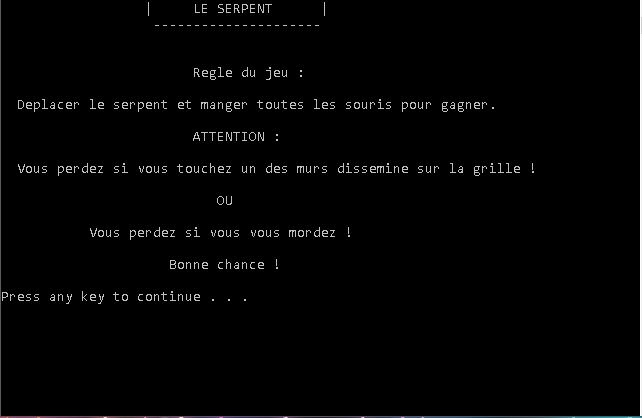 | LE SERPENT |
---------------------
Regle du jeu :
Deplacer le serpent et manger toutes les souris pour gagner.
ATTENTION :
Vous perdez si vous touchez un des murs dissemine sur la grille !
OU
Vous perdez si vous vous mordez !
Bonne chance !
Press any key to continue . . .